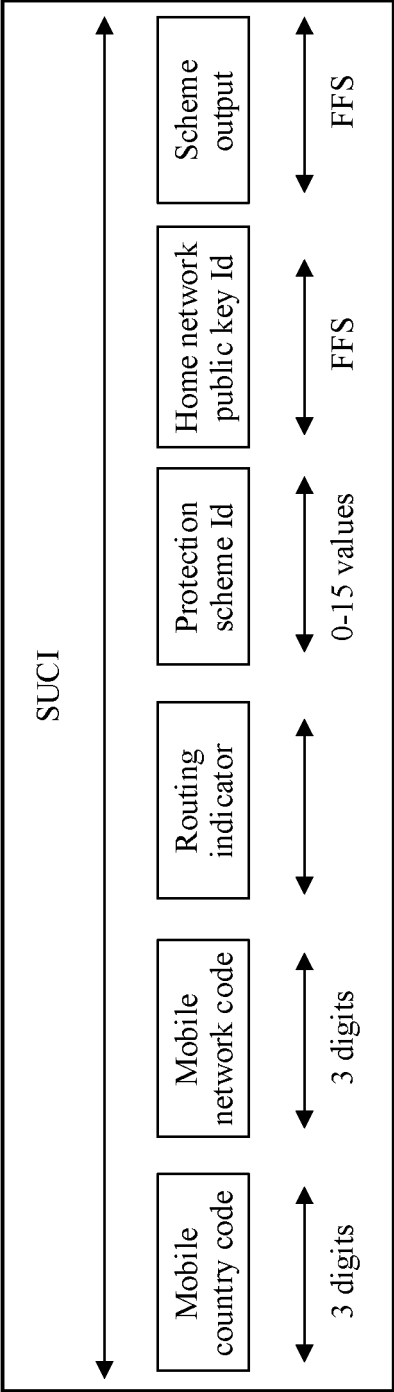 SUCI
Mobile
country code
Mobile
network code
Routing
indicator
Protection
scheme Id
Home network
public key Id
Scheme
output
3 digits
3 digits
0-15 values
FFS
FFS